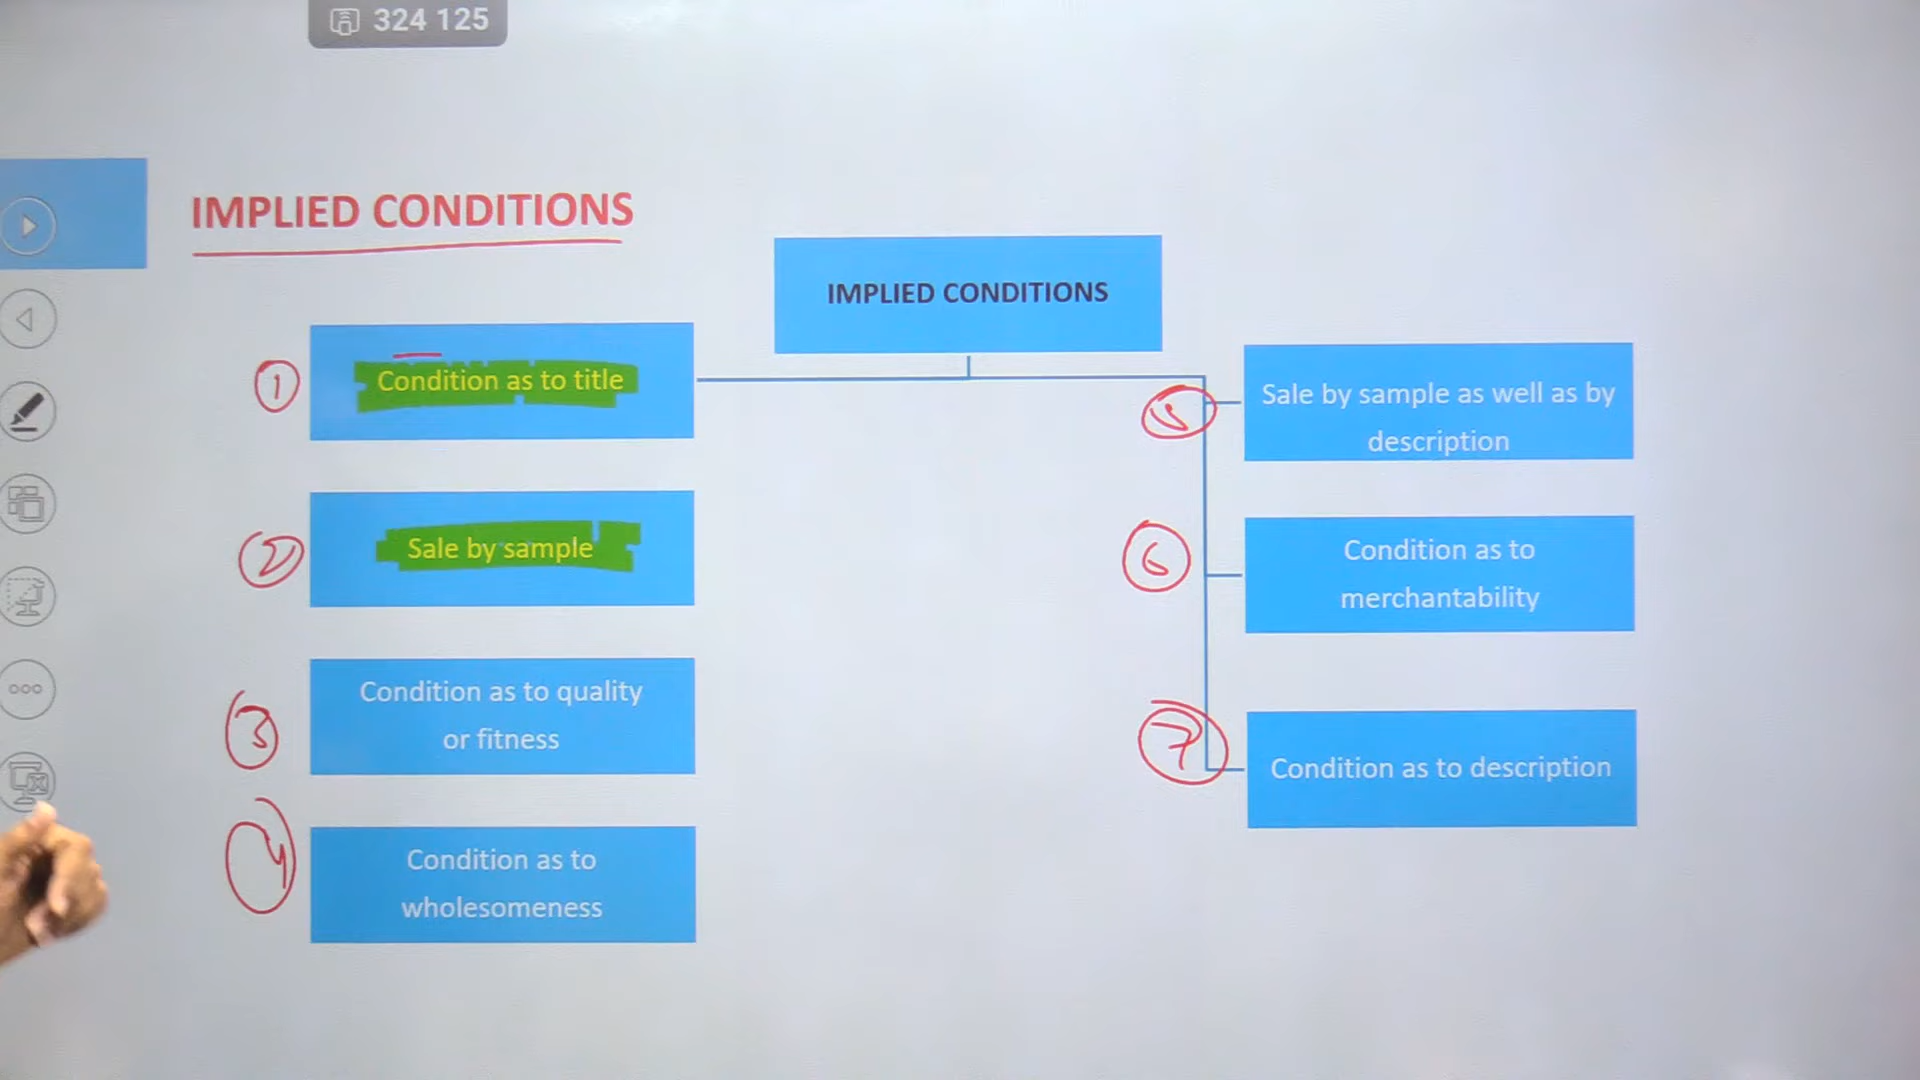 324 125
IMPLIED CONDITIONS
IMPLIED CONDITIONS
1
Condition as to title
2
Sale by sample
3
Condition as to quality
or fitness
4
Condition as to
wholesomeness
5
Sale by sample as well as by
description
6
Condition as to
merchantability
7
Condition as to description